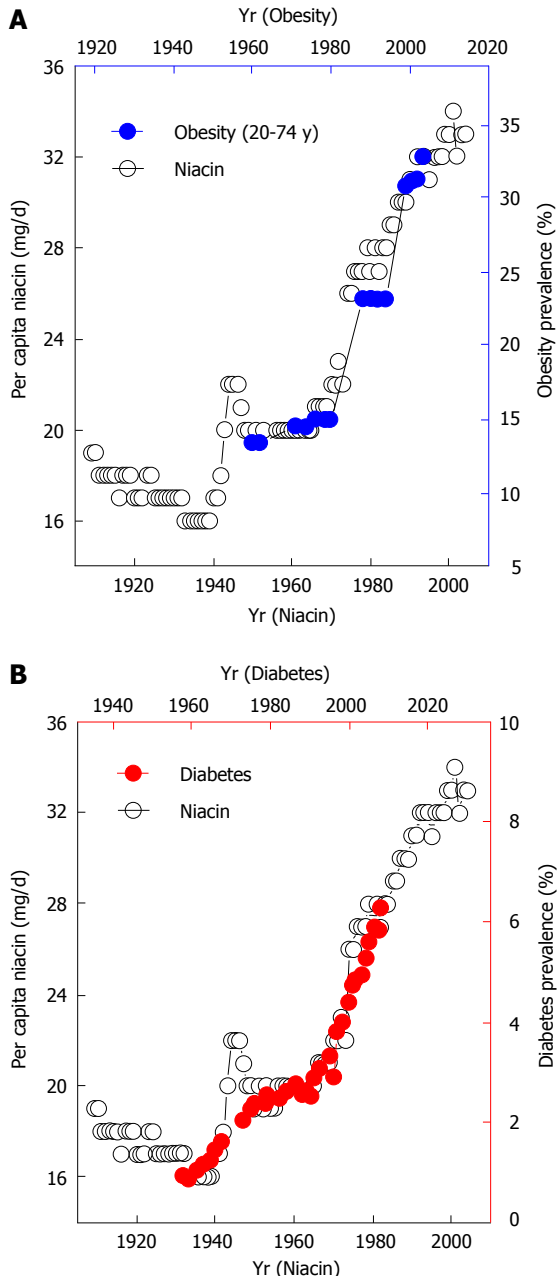 A
Yr (Obesity)
1920 1940 1960 1980 2000 2020
36
32
28
24
20
16
Per capita niacin (mg/d)
Obesity (20-74 y)
Niacin
35
30
25
20
15
10
5
Obesity prevalence (%)
1920 1940 1960 1980 2000
Yr (Niacin)
B
Yr (Diabetes)
1940 1960 1980 2000 2020
36
32
28
24
20
16
Per capita niacin (mg/d)
Diabetes
Niacin
10
8
6
4
2
0
Diabetes prevalence (%)
1920 1940 1960 1980 2000
Yr (Niacin)